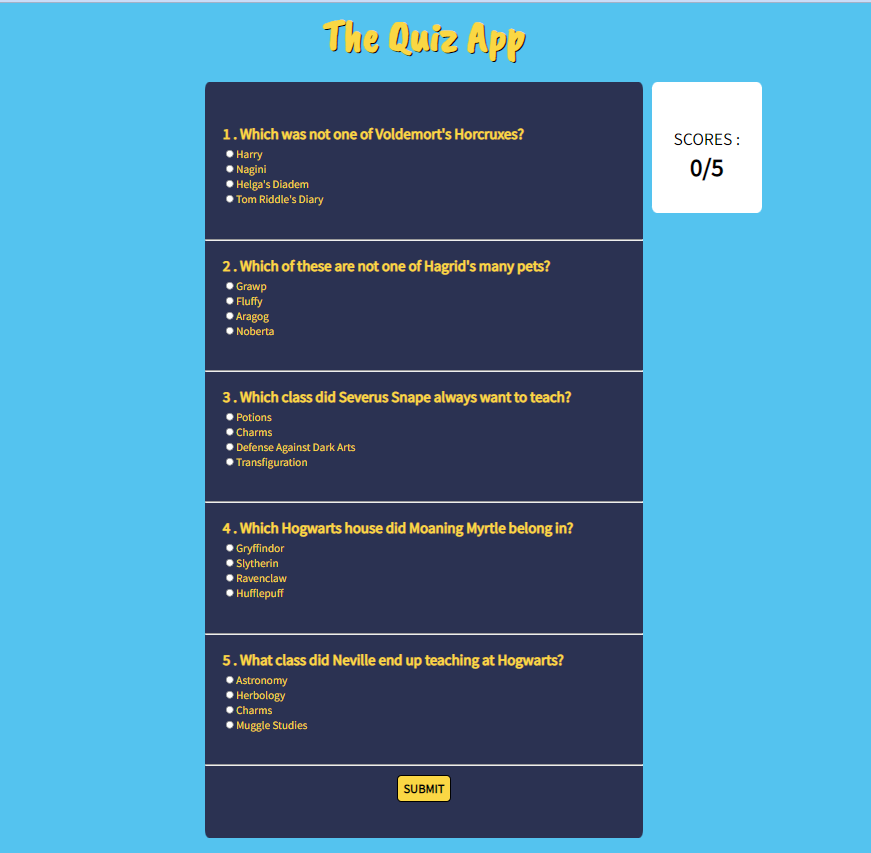 The Quiz App
1 . Which was not one of Voldemort's Horcruxes?
Harry
Nagini
Helga's Diadem
Tom Riddle's Diary
SCORES :
0/5
2 . Which of these are not one of Hagrid's many pets?
Grawp
Fluffy
Aragog
Noberta
3 . Which class did Severus Snape always want to teach?
Potions
Charms
Defense Against Dark Arts
Transfiguration
4 . Which Hogwarts house did Moaning Myrtle belong in?
Gryffindor
Slytherin
Ravenclaw
Hufflepuff
5 . What class did Neville end up teaching at Hogwarts?
Astronomy
Herbology
Charms
Muggle Studies
SUBMIT